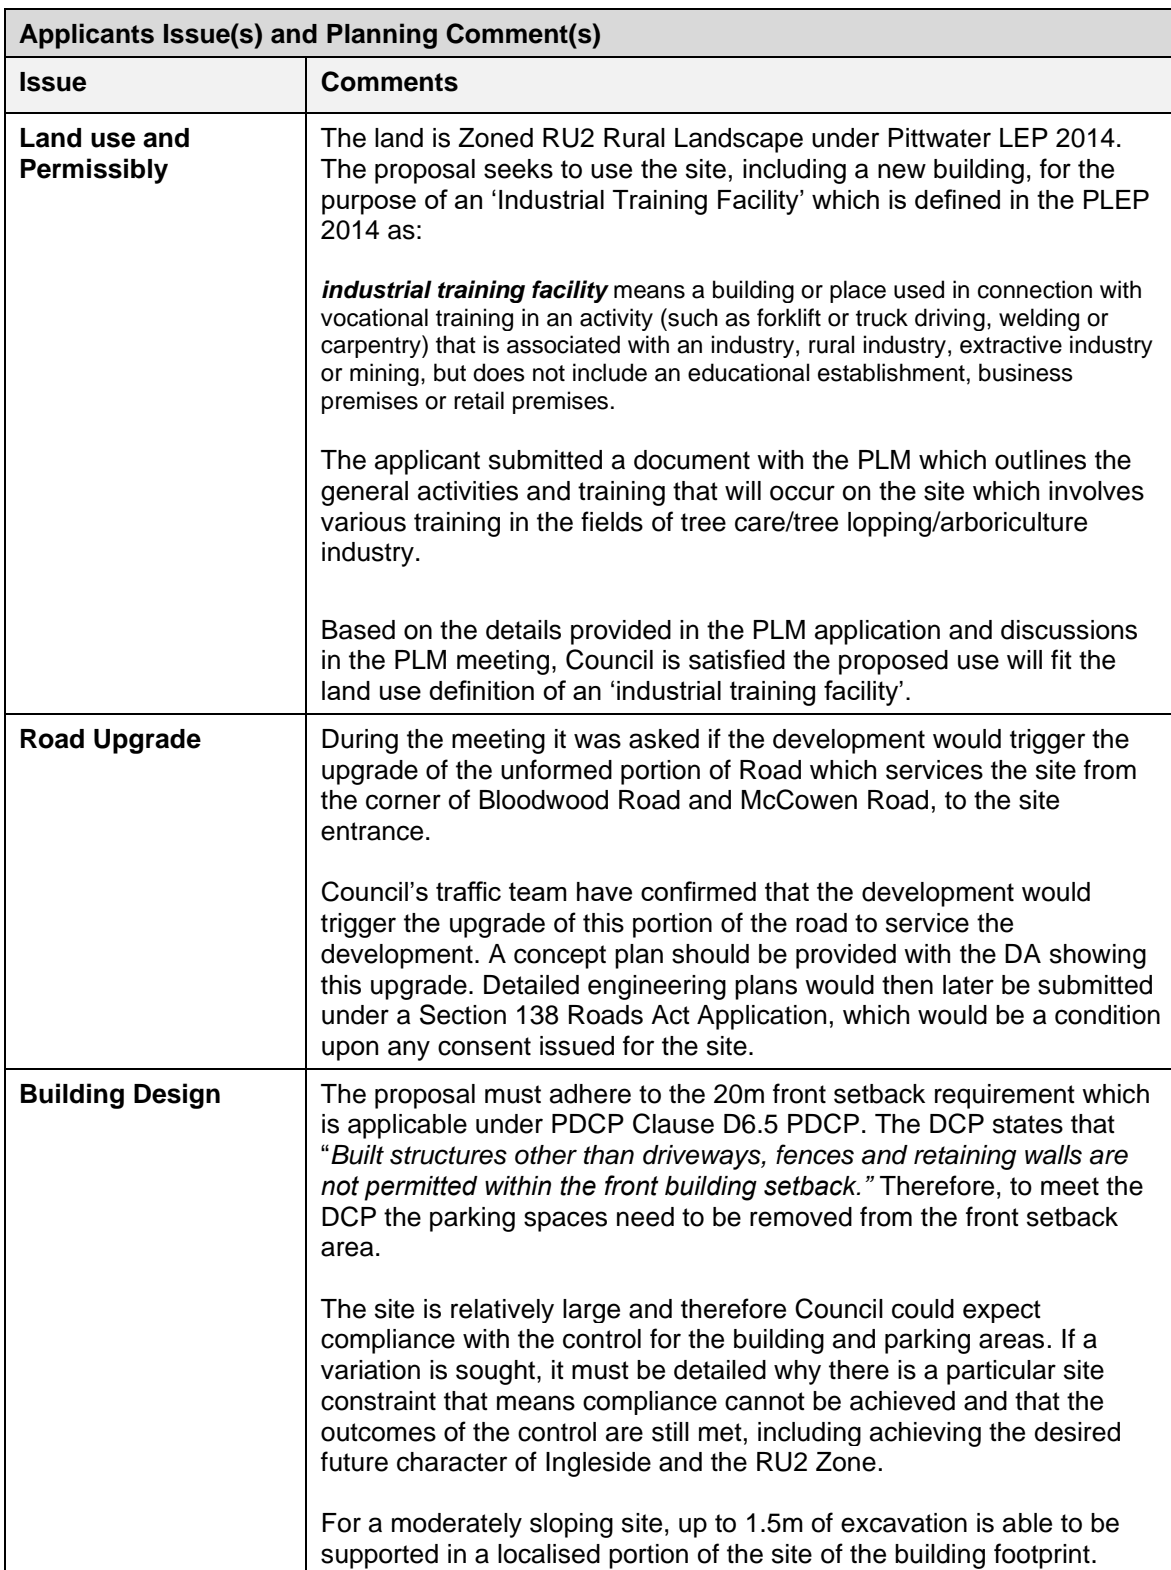 Applicants Issue(s) and Planning Comment(s)
Issue
Comments
Land use and
Permissibly
The land is Zoned RU2 Rural Landscape under Pittwater LEP 2014.
The proposal seeks to use the site, including a new building, for the
purpose of an ‘Industrial Training Facility’ which is defined in the PLEP
2014 as:
industrial training facility means a building or place used in connection with
vocational training in an activity (such as forklift or truck driving, welding or
carpentry) that is associated with an industry, rural industry, extractive industry
or mining, but does not include an educational establishment, business
premises or retail premises.
The applicant submitted a document with the PLM which outlines the
general activities and training that will occur on the site which involves
various training in the fields of tree care/tree lopping/arboriculture
industry.
Based on the details provided in the PLM application and discussions
in the PLM meeting, Council is satisfied the proposed use will fit the
land use definition of an ‘industrial training facility’.
Road Upgrade
During the meeting it was asked if the development would trigger the
upgrade of the unformed portion of Road which services the site from
the corner of Bloodwood Road and McCowen Road, to the site
entrance.
Council’s traffic team have confirmed that the development would
trigger the upgrade of this portion of the road to service the
development. A concept plan should be provided with the DA showing
this upgrade. Detailed engineering plans would then later be submitted
under a Section 138 Roads Act Application, which would be a condition
upon any consent issued for the site.
Building Design
The proposal must adhere to the 20m front setback requirement which
is applicable under PDCP Clause D6.5 PDCP. The DCP states that
“Built structures other than driveways, fences and retaining walls are
not permitted within the front building setback.” Therefore, to meet the
DCP the parking spaces need to be removed from the front setback
area.
The site is relatively large and therefore Council could expect
compliance with the control for the building and parking areas. If a
variation is sought, it must be detailed why there is a particular site
constraint that means compliance cannot be achieved and that the
outcomes of the control are still met, including achieving the desired
future character of Ingleside and the RU2 Zone.
For a moderately sloping site, up to 1.5m of excavation is able to be
supported in a localised portion of the site of the building footprint.